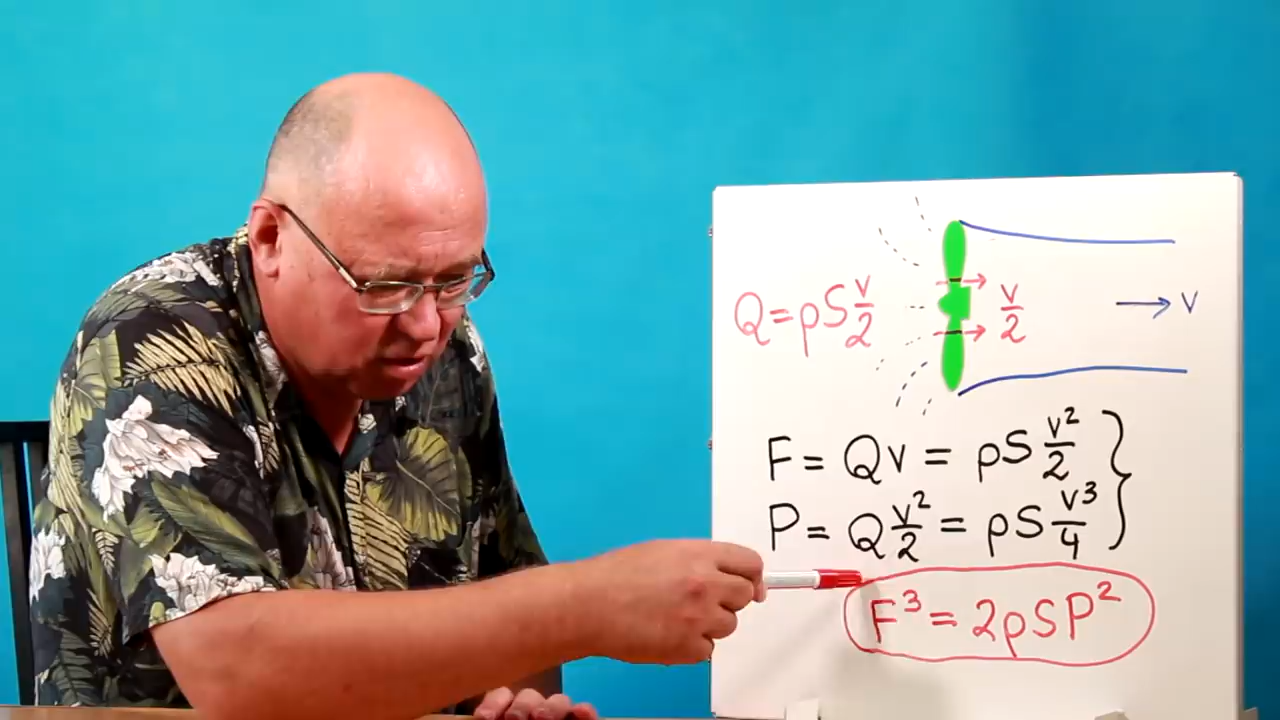 Q = ρS v/2
v/2
→ v
F = Qv = ρS v²/2
P = Q v²/2 = ρS v³/4
F³ = 2ρSP²